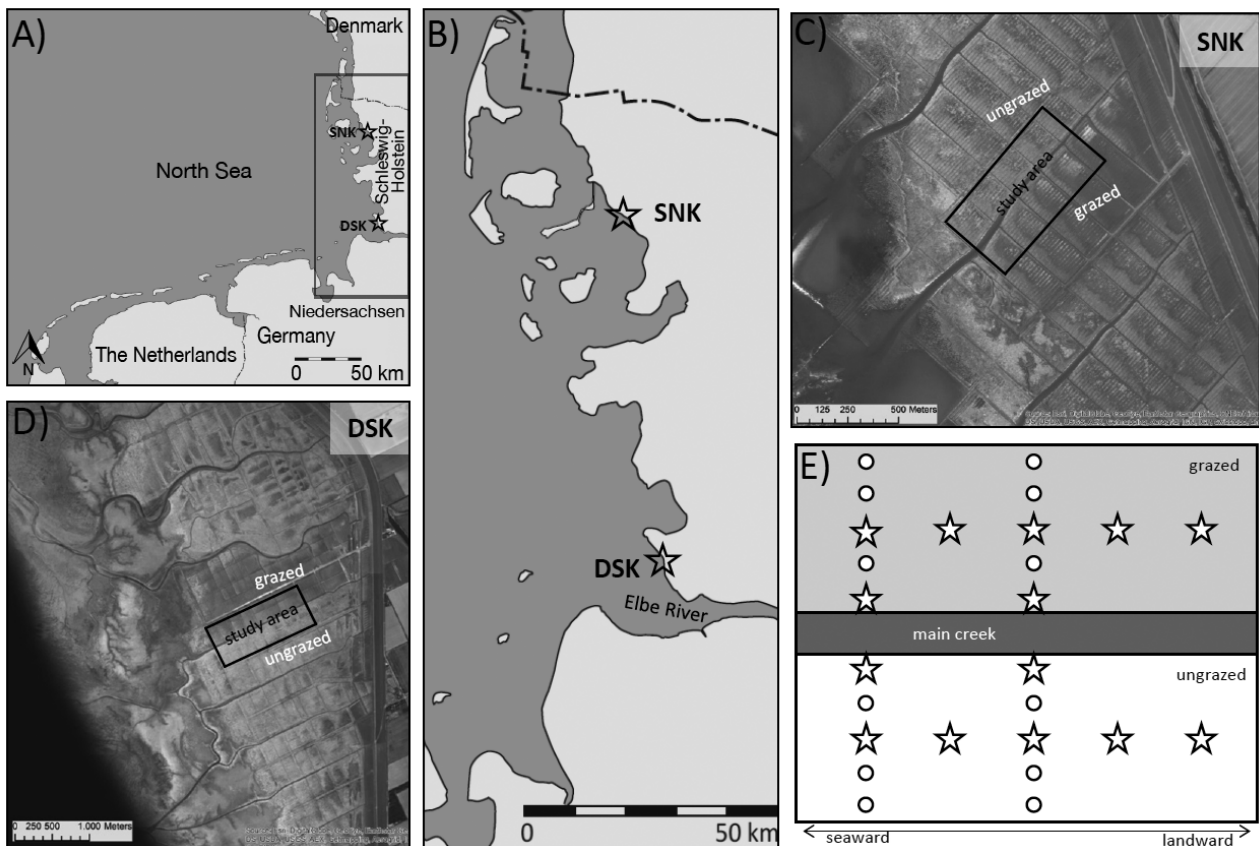 A)
Denmark
SNK
Schleswig-
Holstein
North Sea
DSK
Niedersachsen
Germany
The Netherlands
N
0 50 km
B)
SNK
DSK
Elbe River
0 50 km
C)
SNK
ungrazed
study area
grazed
0 125 250 500 Meters
D)
DSK
grazed
study area
ungrazed
0 250 500 1.000 Meters
E)
grazed
main creek
ungrazed
seaward
landward